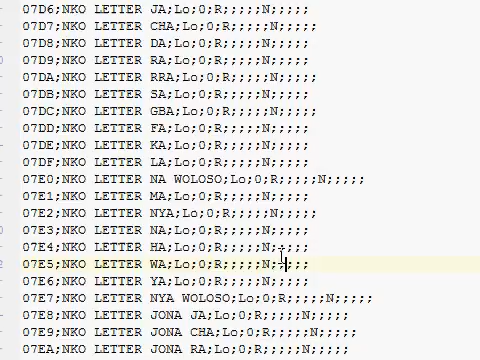 07D6;NKO LETTER JA;Lo;0;R;;;;;N;;;;;
07D7;NKO LETTER CHA;Lo;0;R;;;;;N;;;;;
07D8;NKO LETTER DA;Lo;0;R;;;;;N;;;;;
07D9;NKO LETTER RA;Lo;0;R;;;;;N;;;;;
07DA;NKO LETTER RRA;Lo;0;R;;;;;N;;;;;
07DB;NKO LETTER SA;Lo;0;R;;;;;N;;;;;
07DC;NKO LETTER GBA;Lo;0;R;;;;;N;;;;;
07DD;NKO LETTER FA;Lo;0;R;;;;;N;;;;;
07DE;NKO LETTER KA;Lo;0;R;;;;;N;;;;;
07DF;NKO LETTER LA;Lo;0;R;;;;;N;;;;;
07E0;NKO LETTER NA WOLOSO;Lo;0;R;;;;;N;;;;;
07E1;NKO LETTER MA;Lo;0;R;;;;;N;;;;;
07E2;NKO LETTER NYA;Lo;0;R;;;;;N;;;;;
07E3;NKO LETTER NA;Lo;0;R;;;;;N;;;;;
07E4;NKO LETTER HA;Lo;0;R;;;;;N;;;;;
07E5;NKO LETTER WA;Lo;0;R;;;;;N;;;;;
07E6;NKO LETTER YA;Lo;0;R;;;;;N;;;;;
07E7;NKO LETTER NYA WOLOSO;Lo;0;R;;;;;N;;;;;
07E8;NKO LETTER JONA JA;Lo;0;R;;;;;N;;;;;
07E9;NKO LETTER JONA CHA;Lo;0;R;;;;;N;;;;;
07EA;NKO LETTER JONA RA;Lo;0;R;;;;;N;;;;;